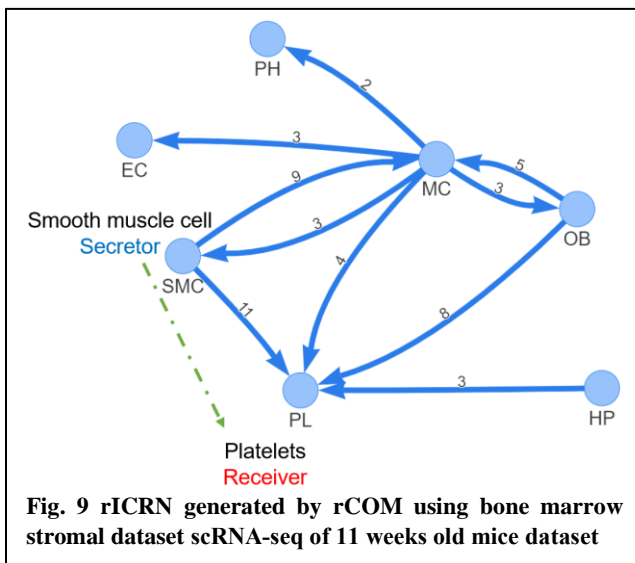 PH
2
3
EC
9
MC
5
3
Smooth muscle cell
Secretor
3
OB
SMC
4
11
8
3
PL
HP
Platelets
Receiver
Fig. 9 rICRN generated by rCOM using bone marrow
stromal dataset scRNA-seq of 11 weeks old mice dataset